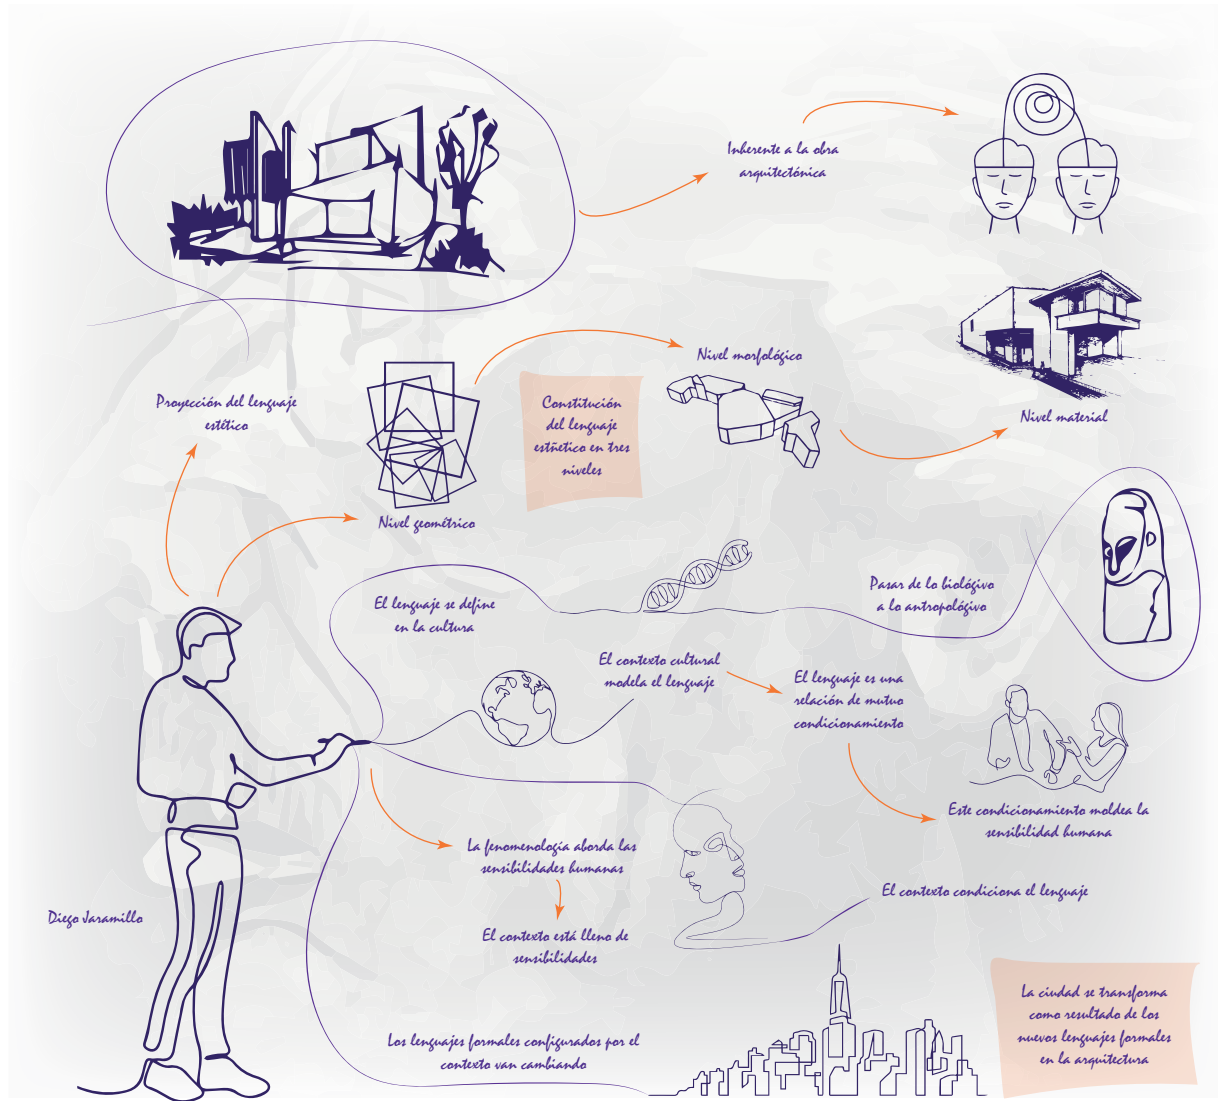 Inherente a la obra
arquitectónica
Nivel morfológico
Proyección del lenguaje
estético
Constitución
del lenguaje
estñetico en tres
niveles
Nivel material
Nivel geométrico
El lenguaje se define
en la cultura
Pasar de lo biológivo
a lo antropológivo
El contexto cultural
modela el lenguaje
El lenguaje es una
relación de mutuo
condicionamiento
Este condicionamiento moldea la
sensibilidad humana
La fenomenología aborda las
sensibilidades humanas
El contexto condiciona el lenguaje
Diego Jaramillo
El contexto está lleno de
sensibilidades
La ciudad se transforma
como resultado de los
nuevos lenguajes formales
en la arquitectura
Los lenguajes formales configurados por el
contexto van cambiando